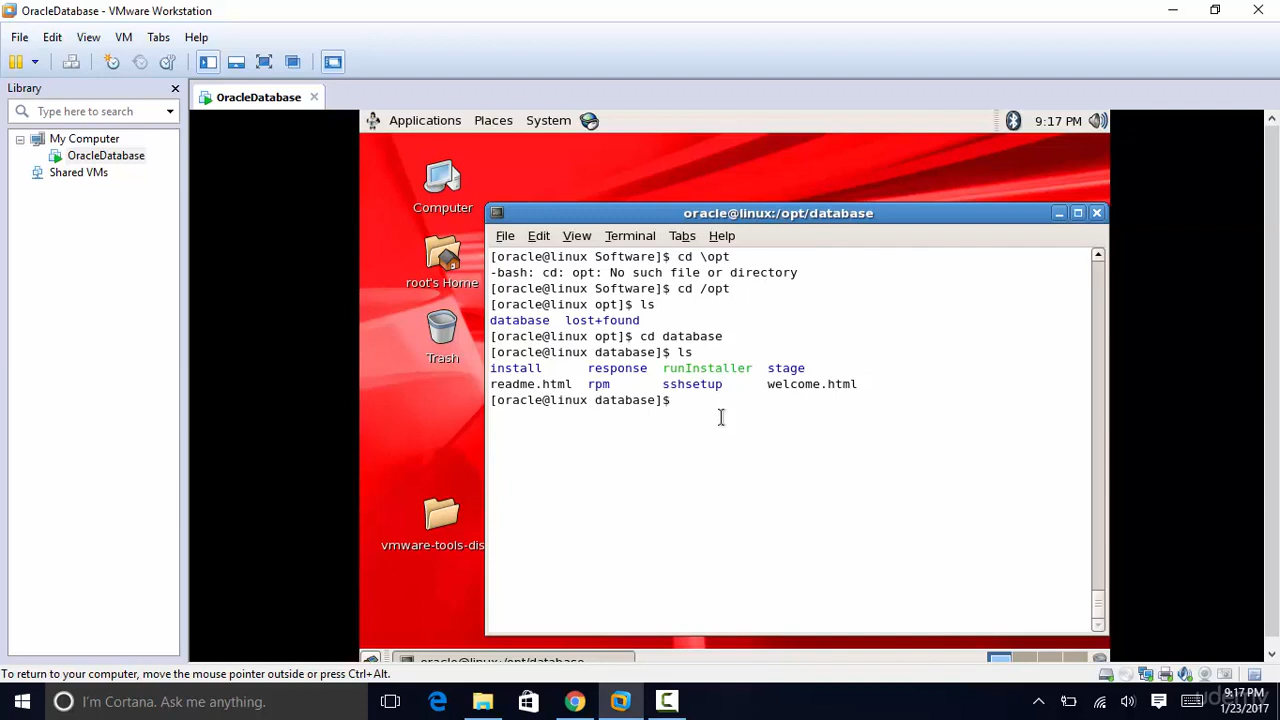 OracleDatabase - VMware Workstation
File Edit View VM Tabs Help
Library
Type here to search
My Computer
OracleDatabase
Shared VMs
OracleDatabase
Applications Places System
9:17 PM
Computer
root's Home
Trash
vmware-tools-dis
oracle@linux:/opt/database
File Edit View Terminal Tabs Help
[oracle@linux Software]$ cd \opt
-bash: cd: opt: No such file or directory
[oracle@linux Software]$ cd /opt
[oracle@linux opt]$ ls
database lost+found
[oracle@linux opt]$ cd database
[oracle@linux database]$ ls
install response runInstaller stage
readme.html rpm sshsetup welcome.html
[oracle@linux database]$
oracle@linux:/opt/database
To return to your computer, move the mouse pointer outside or press Ctrl+Alt.
I'm Cortana. Ask me anything.
9:17 PM
1/23/2017
udemy